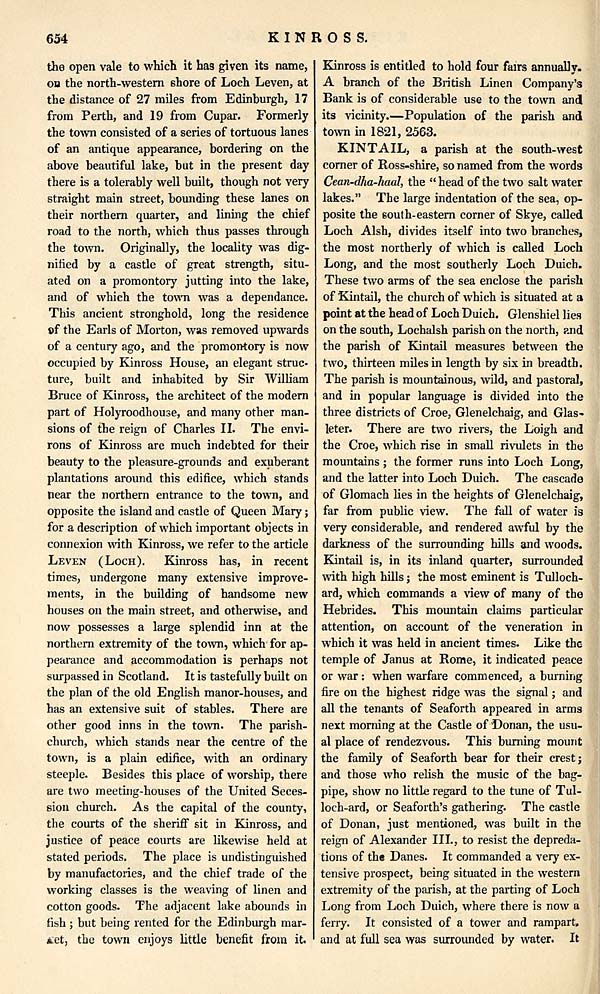 654
KINROSS.
the open vale to which it has given its name,
on the north-western shore of Loch Leven, at
the distance of 27 miles from Edinburgh, 17
from Perth, and 19 from Cupar. Formerly
the town consisted of a series of tortuous lanes
of an antique appearance, bordering on the
above beautiful lake, but in the present day
there is a tolerably well built, though not very
straight main street, bounding these lanes on
their northern quarter, and lining the chief
road to the north, which thus passes through
the town. Originally, the locality was dig-
nified by a castle of great strength, situ-
ated on a promontory jutting into the lake,
and of which the town was a dependance.
This ancient stronghold, long the residence
of the Earls of Morton, was removed upwards
of a century ago, and the promontory is now
occupied by Kinross House, an elegant struc-
ture, built and inhabited by Sir William
Bruce of Kinross, the architect of the modern
part of Holyroodhouse, and many other man-
sions of the reign of Charles II. The envi-
rons of Kinross are much indebted for their
beauty to the pleasure-grounds and exuberant
plantations around this edifice, which stands
near the northern entrance to the town, and
opposite the island and castle of Queen Mary;
for a description of which important objects in
connexion with Kinross, we refer to the article
LEVEN (LOCH). Kinross has, in recent
times, undergone many extensive improve-
ments, in the building of handsome new
houses on the main street, and otherwise, and
now possesses a large splendid inn at the
northern extremity of the town, which for ap-
pearance and accommodation is perhaps not
surpassed in Scotland. It is tastefully built on
the plan of the old English manor-houses, and
has an extensive suit of stables. There are
other good inns in the town. The parish-
church, which stands near the centre of the
town, is a plain edifice, with an ordinary
steeple. Besides this place of worship, there
are two meeting-houses of the United Seces-
sion church. As the capital of the county,
the courts of the sheriff sit in Kinross, and
justice of peace courts are likewise held at
stated periods. The place is undistinguished
by manufactories, and the chief trade of the
working classes is the weaving of linen and
cotton goods. The adjacent lake abounds in
fish; but being rented for the Edinburgh mar-
ket, the town enjoys little benefit from it.
Kinross is entitled to hold four fairs annually.
A branch of the British Linen Company's
Bank is of considerable use to the town and
its vicinity.—Population of the parish and
town in 1821, 2563.
KINTAIL, a parish at the south-west
corner of Ross-shire, so named from the words
Cean-dha-haal, the "head of the two salt water
lakes." The large indentation of the sea, op-
posite the south-eastern corner of Skye, called
Loch Alsh, divides itself into two branches,
the most northerly of which is called Loch
Long, and the most southerly Loch Duich.
These two arms of the sea enclose the parish
of Kintail, the church of which is situated at a
point at the head of Loch Duich. Glenshiel lies
on the south, Lochalsh parish on the north, and
the parish of Kintail measures between the
two, thirteen miles in length by six in breadth.
The parish is mountainous, wild, and pastoral,
and in popular language is divided into the
three districts of Croe, Glenelchaig, and Glas-
leter. There are two rivers, the Loigh and
the Croe, which rise in small rivulets in the
mountains; the former runs into Loch Long,
and the latter into Loch Duich. The cascade
of Glomach lies in the heights of Glenelchaig,
far from public view. The fall of water is
very considerable, and rendered awful by the
darkness of the surrounding hills and woods.
Kintail is, in its inland quarter, surrounded
with high hills; the most eminent is Tulloch-
ard, which commands a view of many of the
Hebrides. This mountain claims particular
attention, on account of the veneration in
which it was held in ancient times. Like the
temple of Janus at Rome, it indicated peace
or war: when warfare commenced, a burning
fire on the highest ridge was the signal; and
all the tenants of Seaforth appeared in arms
next morning at the Castle of Donan, the usu-
al place of rendezvous. This burning mount
the family of Seaforth bear for their crest;
and those who relish the music of the bag-
pipe, show no little regard to the tune of Tul-
loch-ard, or Seaforth's gathering. The castle
of Donan, just mentioned, was built in the
reign of Alexander III., to resist the depreda-
tions of the Danes. It commanded a very ex-
tensive prospect, being situated in the western
extremity of the parish, at the parting of Loch
Long from Loch Duich, where there is now a
ferry. It consisted of a tower and rampart,
and at full sea was surrounded by water. It